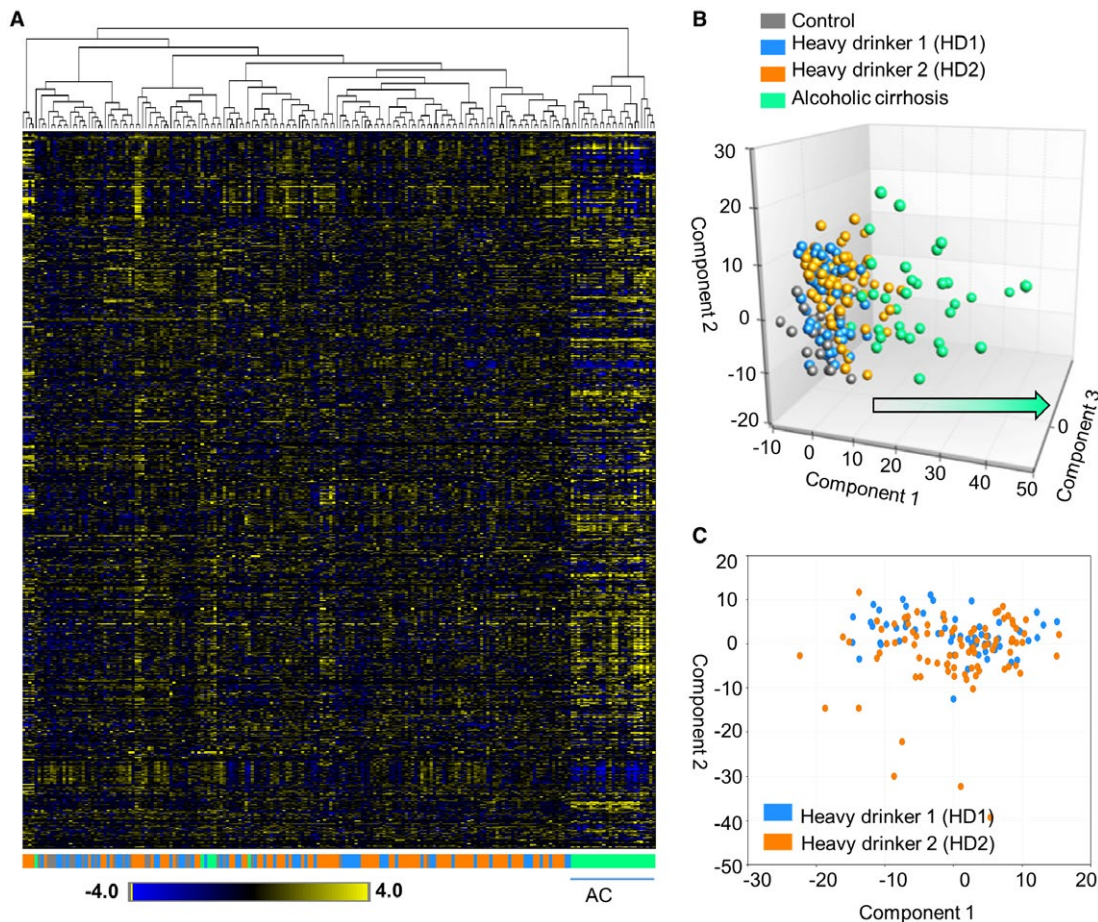 A
-4.0
4.0
AC
B
Control
Heavy drinker 1 (HD1)
Heavy drinker 2 (HD2)
Alcoholic cirrhosis
30
20
10
0
-10
-20
Component 2
-10
0
10
20
30
40
50
Component 1
0
Component 3
C
20
10
0
-10
-20
-30
-40
-50
Component 2
Heavy drinker 1 (HD1)
Heavy drinker 2 (HD2)
-30
-20
-10
0
10
20
Component 1